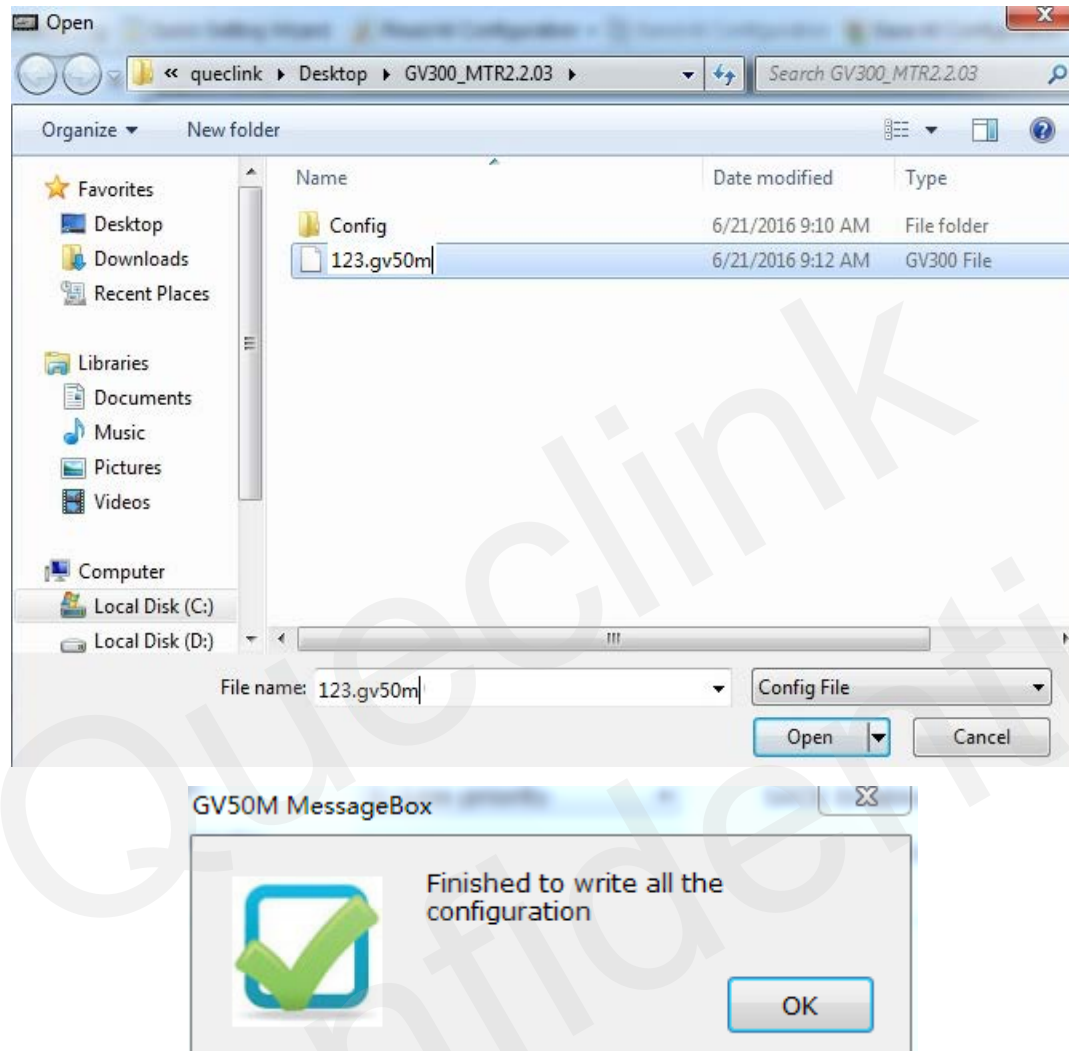 Open
« queclink ▸ Desktop ▸ GV300_MTR2.2.03 ▸ Search GV300_MTR2.2.03
Organize ▾ New folder
Name Date modified Type
Favorites
Desktop
Downloads
Recent Places
Libraries
Documents
Music
Pictures
Videos
Computer
Local Disk (C:)
Local Disk (D:)
Config 6/21/2016 9:10 AM File folder
123.gv50m 6/21/2016 9:12 AM GV300 File
File name: 123.gv50m Config File
Open Cancel
GV50M MessageBox
Finished to write all the
configuration
OK
Queclink